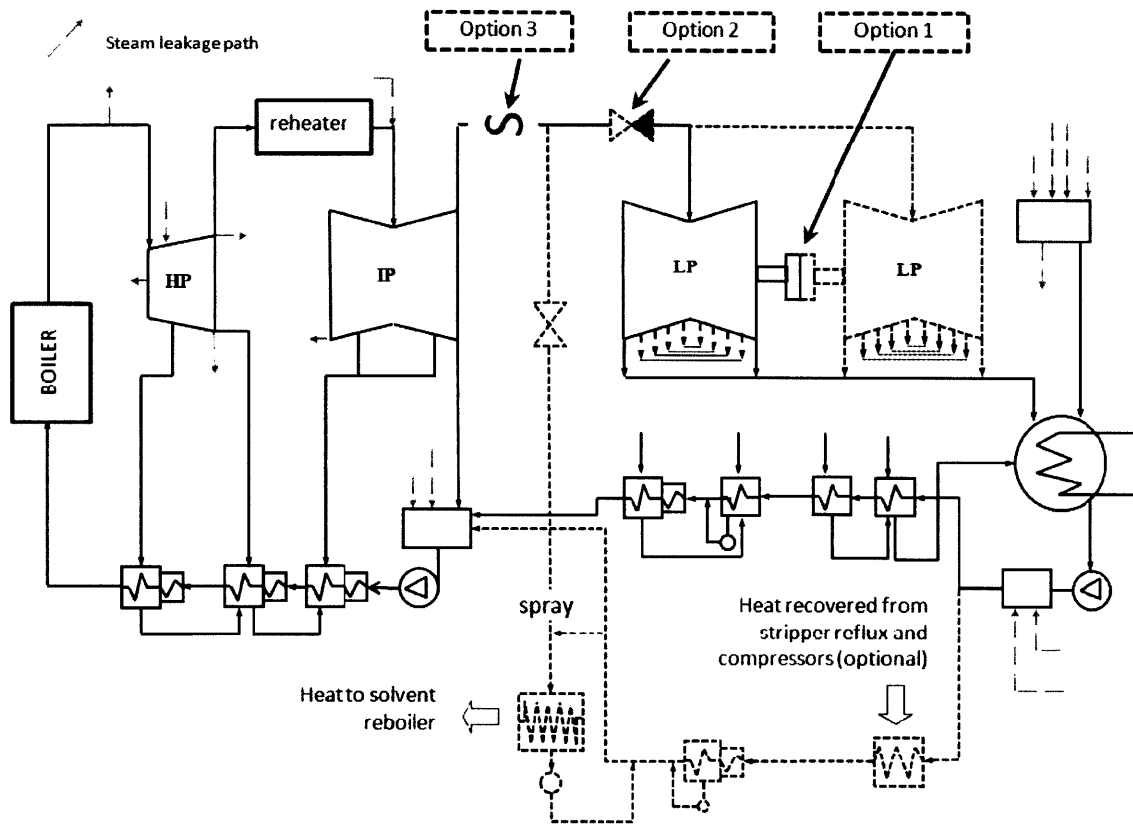 Option 3
Option 2
Option 1
Steam leakage path
reheater
HP
IP
LP
LP
BOILER
spray
Heat recovered from
stripper reflux and
compressors (optional)
Heat to solvent
reboiler